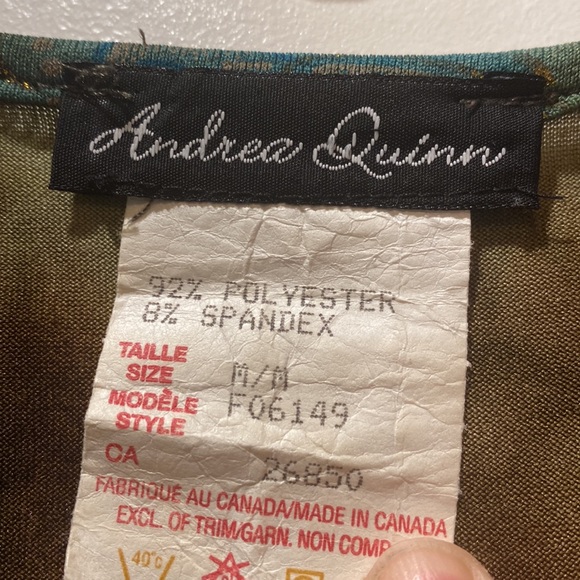 Andrea Quinn
92% POLYESTER
8% SPANDEX
TAILLE
SIZE M/M
MODÈLE
STYLE F06149
CA 26850
FABRIQUÉ AU CANADA/MADE IN CANADA
EXCL. OF TRIM/GARN. NON COMP
40°C